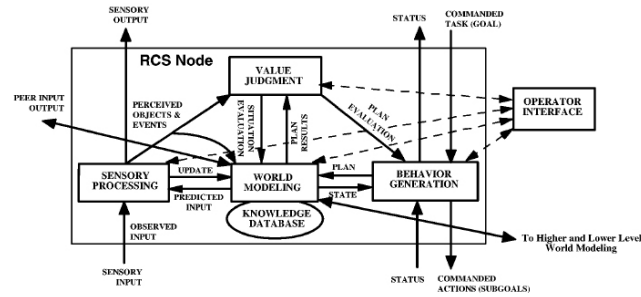 SENSORY
OUTPUT
STATUS
COMMANDED
TASK (GOAL)
RCS Node
VALUE
JUDGMENT
PEER INPUT
OUTPUT
PERCEIVED
OBJECTS &
EVENTS
SITUATION
EVALUATION
PLAN
RESULTS
PLAN
EVALUATION
OPERATOR
INTERFACE
SENSORY
PROCESSING
UPDATE
PREDICTED
INPUT
WORLD
MODELING
PLAN
STATE
BEHAVIOR
GENERATION
KNOWLEDGE
DATABASE
OBSERVED
INPUT
To Higher and Lower Level
World Modeling
SENSORY
INPUT
STATUS
COMMANDED
ACTIONS (SUBGOALS)